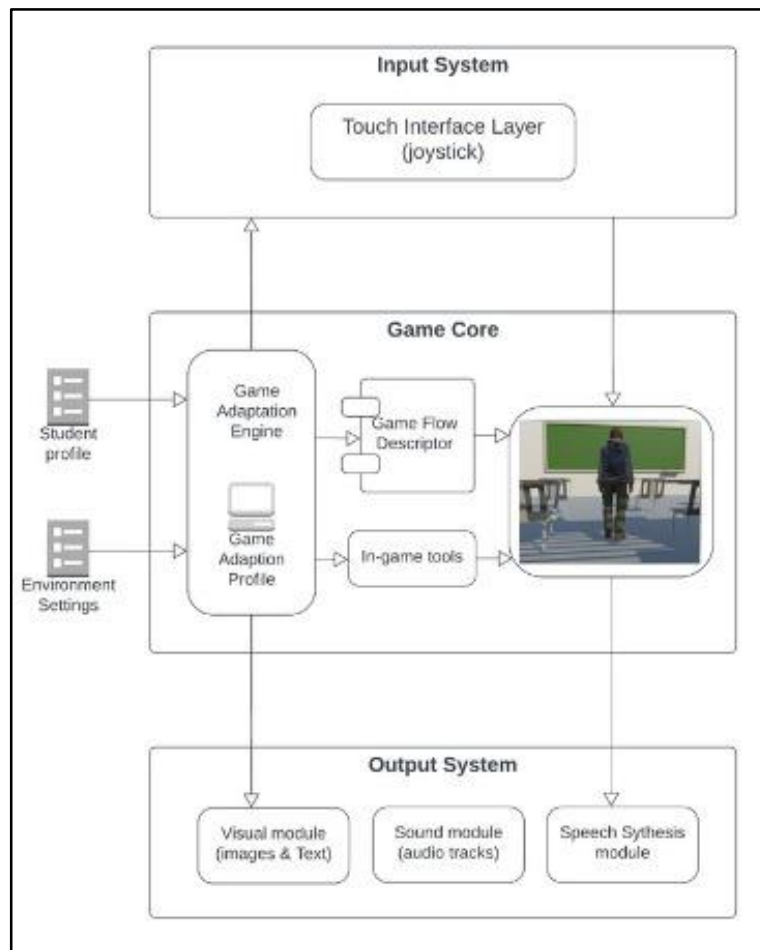 Input System
Touch Interface Layer
(joystick)
Game Core
Student
profile
Environment
Settings
Game
Adaptation
Engine
Game
Adaption
Profile
Game Flow
Descriptor
In-game tools
Output System
Visual module
(images & Text)
Sound module
(audio tracks)
Speech Sythesis
module